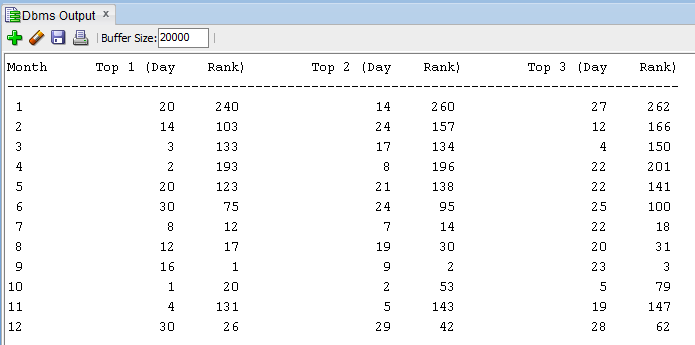 Dbms Output x
Buffer Size: 20000
Month Top 1 (Day Rank) Top 2 (Day Rank) Top 3 (Day Rank)
1 20 240 14 260 27 262
2 14 103 24 157 12 166
3 3 133 17 134 4 150
4 2 193 8 196 22 201
5 20 123 21 138 22 141
6 30 75 24 95 25 100
7 8 12 7 14 22 18
8 12 17 19 30 20 31
9 16 1 9 2 23 3
10 1 20 2 53 5 79
11 4 131 5 143 19 147
12 30 26 29 42 28 62